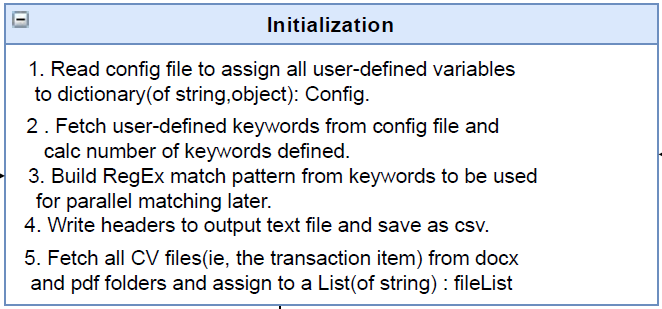 Initialization
1. Read config file to assign all user-defined variables
to dictionary(of string,object): Config.
2 . Fetch user-defined keywords from config file and
calc number of keywords defined.
3. Build RegEx match pattern from keywords to be used
for parallel matching later.
4. Write headers to output text file and save as csv.
5. Fetch all CV files(ie, the transaction item) from docx
and pdf folders and assign to a List(of string) : fileList